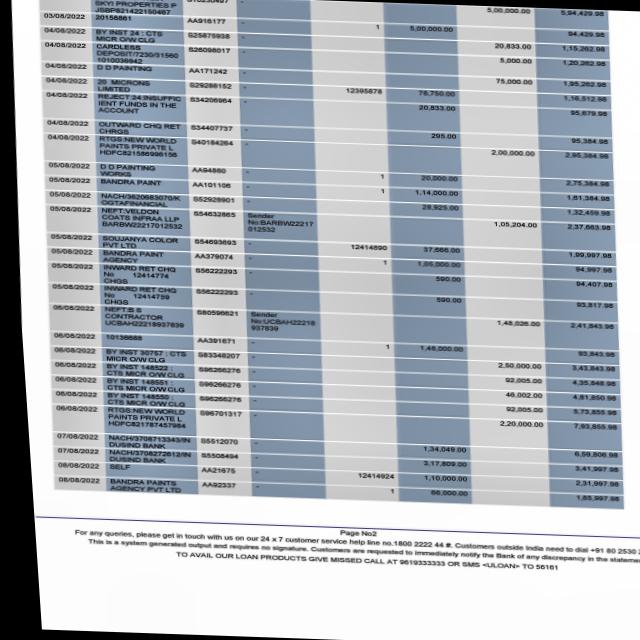 SKYI PROPERTIES P
JSBF621422150467 5,00,000.00 5,94,429.98
03/08/2022 20156861 AA916177 - 1 5,00,000.00 94,429.98
04/08/2022 BY INST 24 : CTS S25875938 - 20,833.00 1,15,262.98
MICR O/W CLG
04/08/2022 CARDLESS S26098017 - 5,000.00 1,20,262.98
DEPOSIT/7230/31560
1010036942
04/08/2022 D D PAINTING AA171242 - 75,000.00 1,95,262.98
04/08/2022 20 MICRONS S29288152 - 12395878 78,750.00 1,16,512.98
LIMITED
04/08/2022 REJECT:24:INSUFFIC S34206964 - 20,833.00 95,679.98
IENT FUNDS IN THE
ACCOUNT
04/08/2022 OUTWARD CHQ RET S34407737 - 295.00 95,384.98
CHRGS
04/08/2022 RTGS:NEW WORLD S40184264 - 2,00,000.00 2,95,384.98
PAINTS PRIVATE L
HDFC821586998156
05/08/2022 D D PAINTING AA94860 - 1 20,000.00 2,75,384.98
WORKS
05/08/2022 BANDRA PAINT AA101106 - 1 1,14,000.00 1,61,384.98
05/08/2022 NACH/3620683070/K S52928901 - 28,925.00 1,32,459.98
OGTAFINANCIAL
05/08/2022 NEFT:VELDON S54632865 Sender 1,05,204.00 2,37,663.98
COATS INFRAA LLP No:BARBW22217
BARBW22217012532 012532
05/08/2022 SOUJANYA COLOR S54693693 - 12414890 37,666.00 1,99,997.98
PVT LTD
05/08/2022 BANDRA PAINT AA379074 - 1 1,05,000.00 94,997.98
AGENCY
05/08/2022 INWARD RET CHQ S56222293 - 590.00 94,407.98
No 12414774
CHGS
05/08/2022 INWARD RET CHQ S56222293 - 590.00 93,817.98
No 12414759
CHGS
06/08/2022 NEFT:B S S80596621 Sender 1,48,026.00 2,41,843.98
CONTRACTOR No:UCBAH22218
UCBAH22218937839 937839
06/08/2022 10136688 AA391671 - 1 1,48,000.00 93,843.98
06/08/2022 BY INST 30757 : CTS S83348207 - 2,50,000.00 3,43,843.98
MICR O/W CLG
06/08/2022 BY INST 148522 : S96266276 - 92,005.00 4,35,848.98
CTS MICR O/W CLG
06/08/2022 BY INST 148551 : S96266276 - 46,002.00 4,81,850.98
CTS MICR O/W CLG
06/08/2022 BY INST 148550 : S96266276 - 92,005.00 5,73,855.98
CTS MICR O/W CLG
06/08/2022 RTGS:NEW WORLD S96701317 - 2,20,000.00 7,93,855.98
PAINTS PRIVATE L
HDFC821787457984
07/08/2022 NACH/3708713343/IN S5512070 - 1,34,049.00 6,59,806.98
DUSIND BANK
07/08/2022 NACH/3708272612/IN S5508494 - 3,17,809.00 3,41,997.98
DUSIND BANK
08/08/2022 SELF AA21675 - 12414924 1,10,000.00 2,31,997.98
08/08/2022 BANDRA PAINTS AA92337 - 1 66,000.00 1,65,997.98
AGENCY PVT LTD
Page No2
For any queries, please get in touch with us on our 24 x 7 customer service help line no.1800 2222 44 #. Customers outside India need to dial +91 80 2530
This is a system generated output and requires no signature. Customers are requested to immediately notify the Bank of any discrepancy in the
TO AVAIL OUR LOAN PRODUCTS GIVE MISSED CALL AT 9619333333 OR SMS <ULOAN> TO 56161